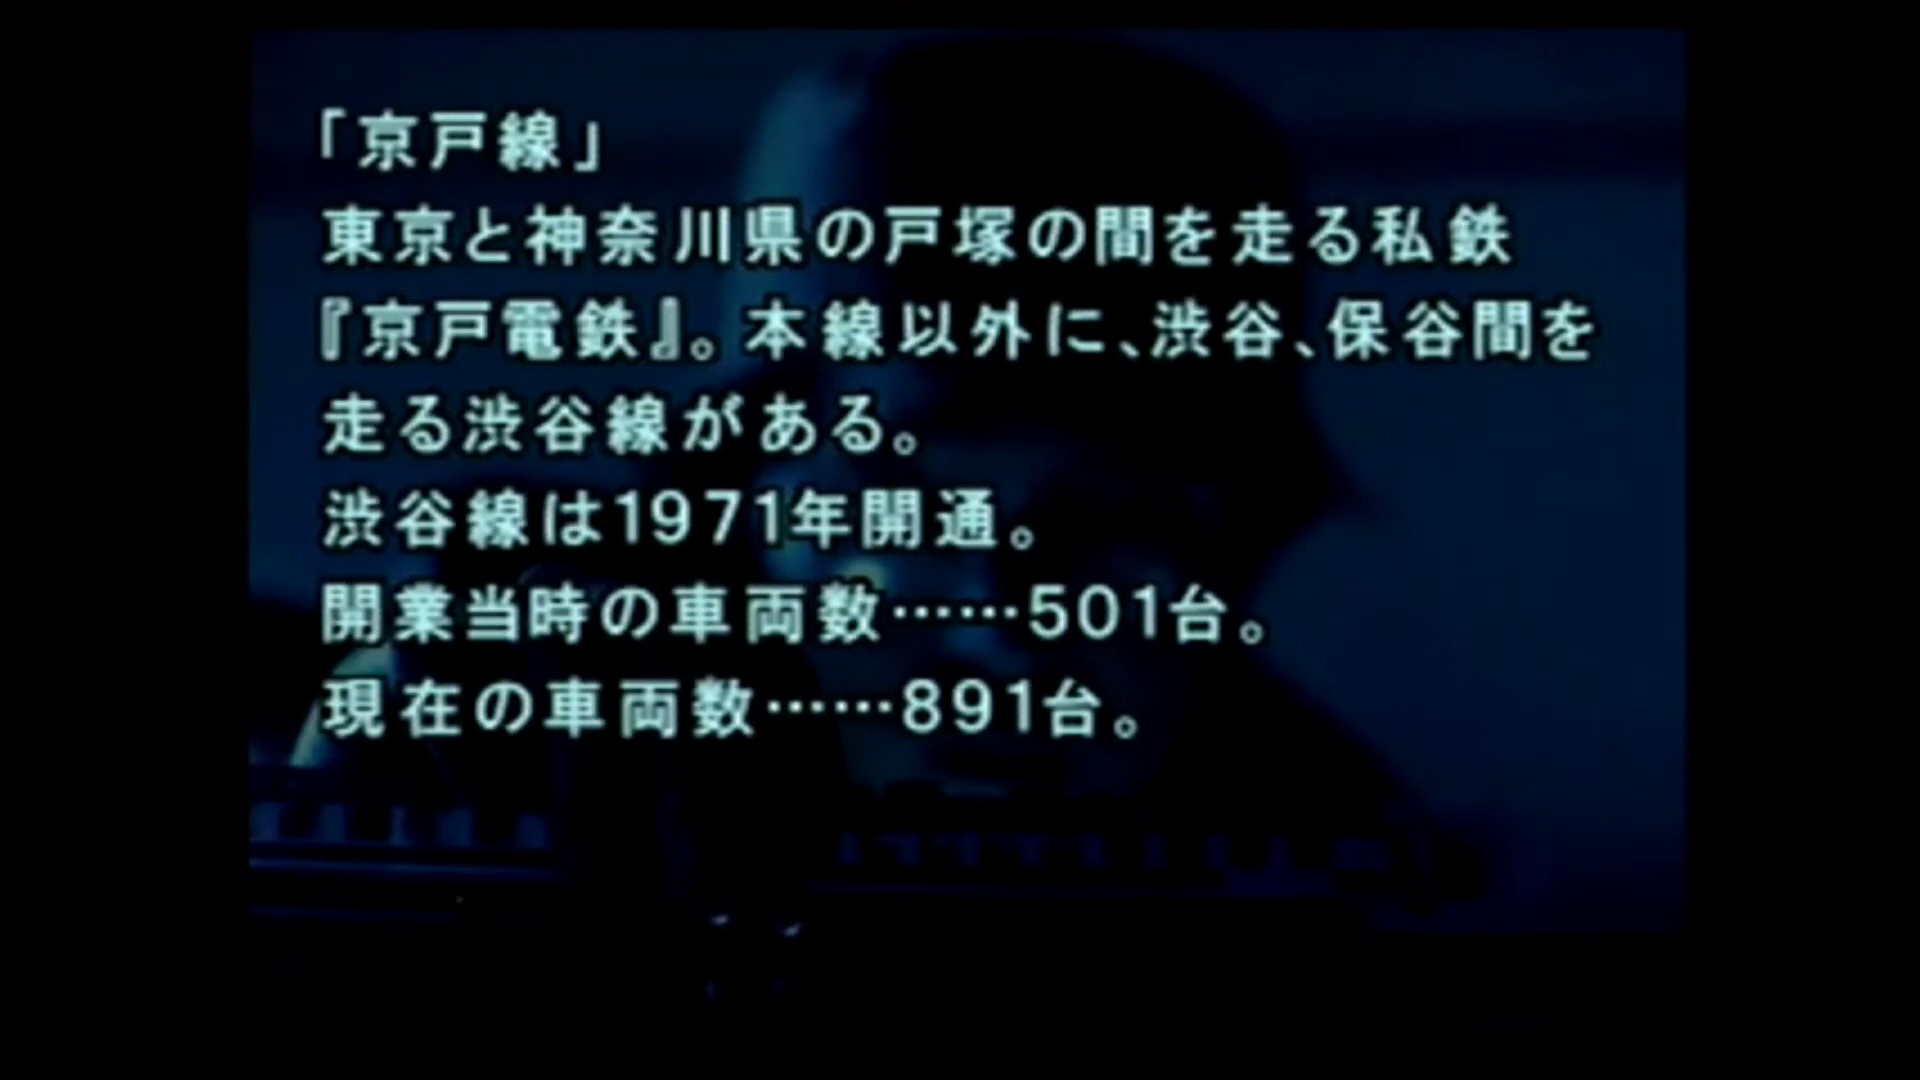 「京戸線」
東京と神奈川県の戸塚の間を走る私鉄
『京戸電鉄』。本線以外に、渋谷、保谷間を
走る渋谷線がある。
渋谷線は1971年開通。
開業当時の車両数……501台。
現在の車両数……891台。